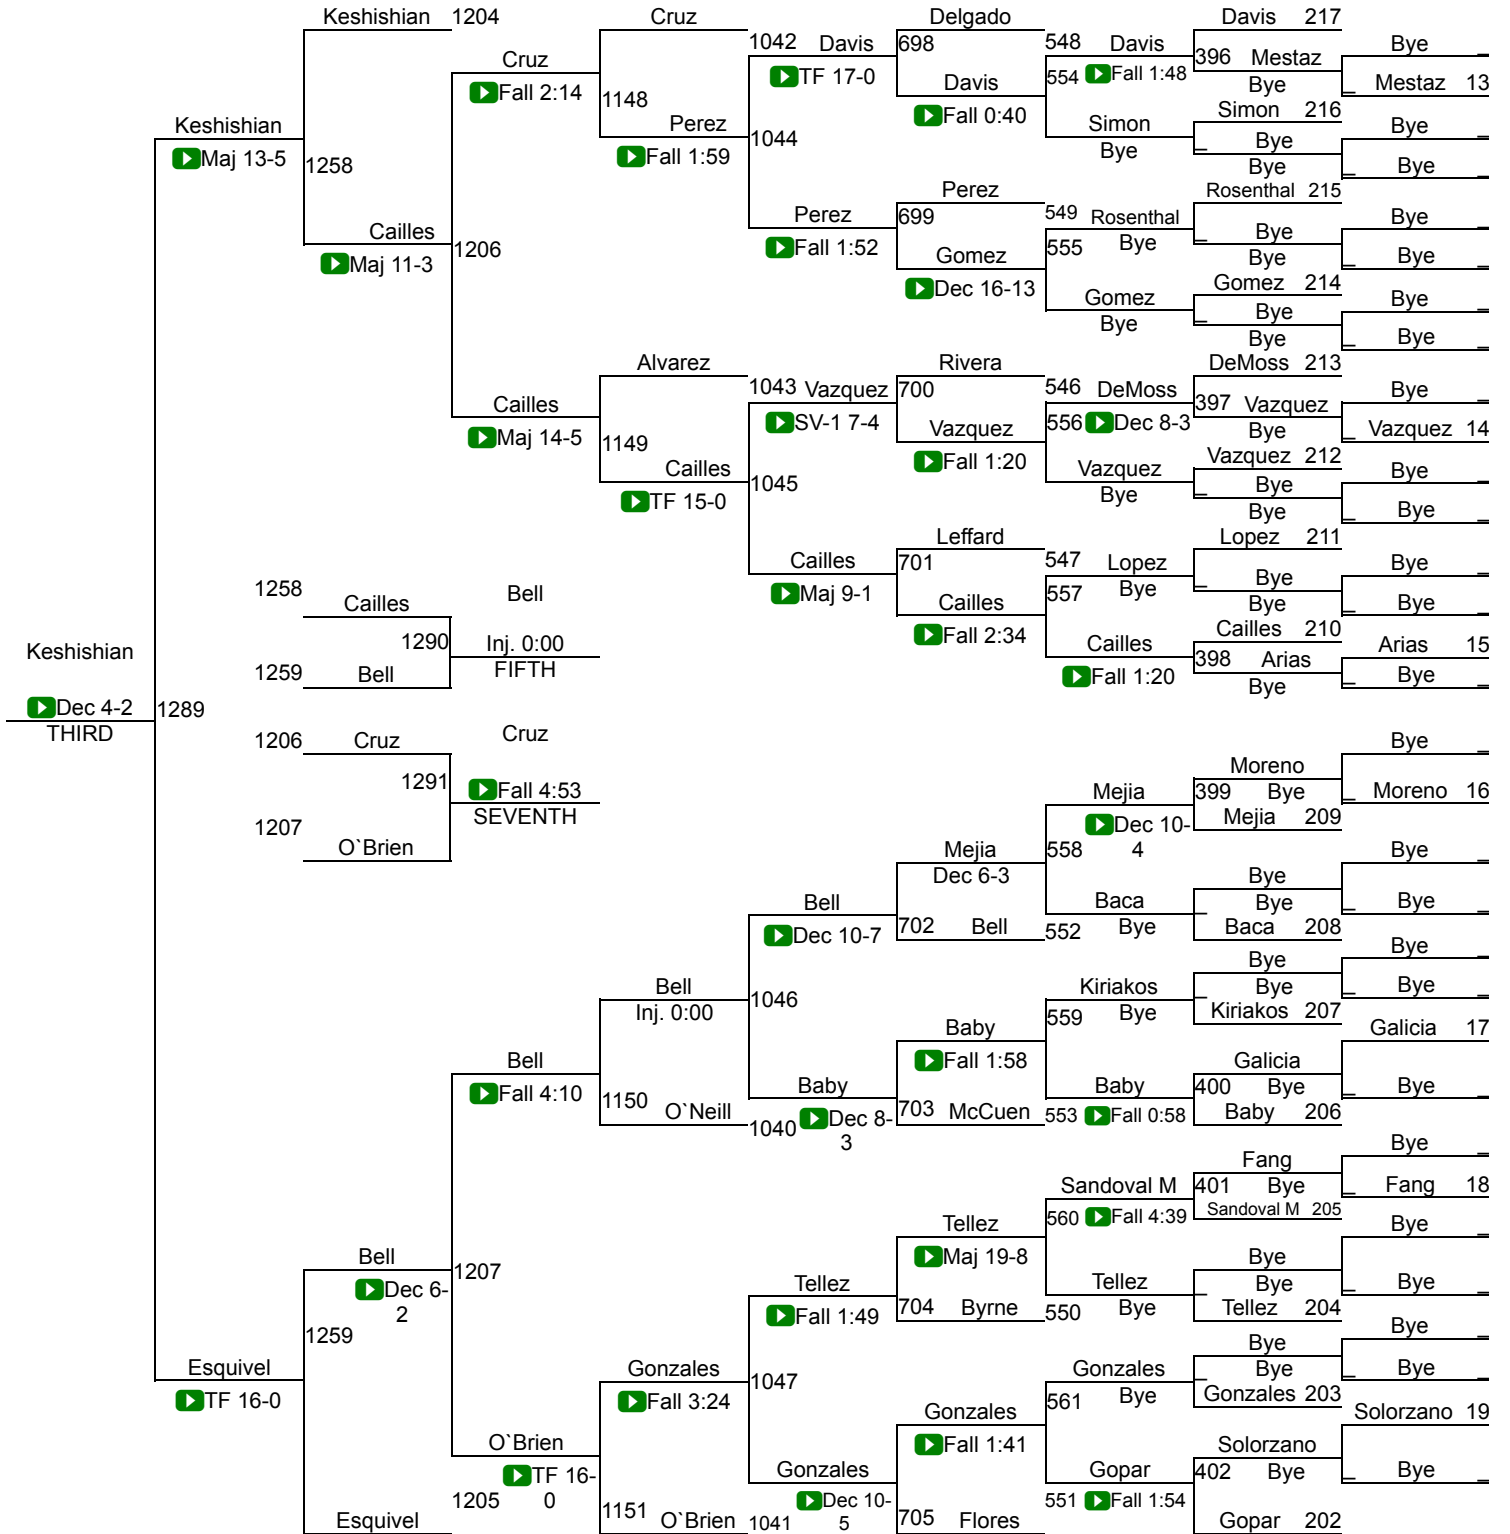 Keshishian 1204
Cruz
Delgado
Davis 217
1042 Davis 698
548 Davis
396 Mestaz
Bye _
Cruz
TF 17-0
Davis
554 Fall 1:48
Bye
_ Mestaz 13
Fall 2:14
1148
Fall 0:40
Simon 216
Keshishian
Perez
1044
Simon
Bye _
Maj 13-5
1258
Fall 1:59
Bye
_ Bye
Bye
_ Bye _
Perez
Rosenthal 215
Perez
699
549 Rosenthal
Bye _
Cailles
1206
Fall 1:52
Gomez
555 Bye
_ Bye
Bye
_ Bye _
Maj 11-3
Dec 16-13
Gomez 214
Gomez
Bye _
Bye
_ Bye
Bye
_ Bye _
Alvarez
Rivera
DeMoss 213
1043 Vazquez 700
546 DeMoss
397 Vazquez
Bye _
Cailles
SV-1 7-4
Vazquez
556 Dec 8-3
Bye
_ Vazquez 14
Maj 14-5
1149
Fall 1:20
Vazquez 212
Cailles
1045
Vazquez
Bye _
TF 15-0
Bye
_ Bye
Bye
_ Bye _
Leffard
Lopez 211
Cailles
701
547 Lopez
Bye _
1258
Cailles
Bell
Maj 9-1
Cailles
557 Bye
_ Bye
Bye
_ Bye _
Fall 2:34
Cailles 210
Keshishian
1290
Inj. 0:00
Cailles
398 Arias
Arias 15
1259
Bell
FIFTH
Fall 1:20
Bye
_ Bye _
Dec 4-2
1289
THIRD
1206
Cruz
Cruz
Bye _
1291
Fall 4:53
Moreno
Mejia
399 Bye
_ Moreno 16
SEVENTH
Dec 10-
4
Mejia 209
1207
O`Brien
Mejia
558
Bye _
Dec 6-3
Bye
Bell
Baca
_ Bye
_ Bye _
Dec 10-7
702 Bell
552 Bye
Baca 208
Bye _
Bye
Bell
1046
Kiriakos
_ Bye
_ Bye _
Inj. 0:00
Baby
559 Bye
Kiriakos 207
Galicia 17
Bell
Fall 1:58
Galicia
Fall 4:10
Baby
Baby
400 Bye
_ Bye _
1150 O`Neill
1040
Dec 8-
3
703 McCuen
553 Fall 0:58
Baby 206
Bye _
Fang
Sandoval M
401 Bye
_ Fang 18
Tellez
560 Fall 4:39
Sandoval M 205
Bye _
Bell
1207
Maj 19-8
Bye
Dec 6-
2
Tellez
Tellez
_ Bye
_ Bye _
Fall 1:49
704 Byrne
550 Bye
Tellez 204
1259
Bye _
Bye
Esquivel
Gonzales
1047
Gonzales
_ Bye
_ Bye _
TF 16-0
Fall 3:24
Gonzales
561 Bye
Gonzales 203
Solorzano 19
O`Brien
Fall 1:41
Solorzano
TF 16-
0
Gonzales
Gopar
402 Bye
_ Bye _
1205
Esquivel
1151 O`Brien
1041
Dec 10-
5
705 Flores
551 Fall 1:54
Gopar 202